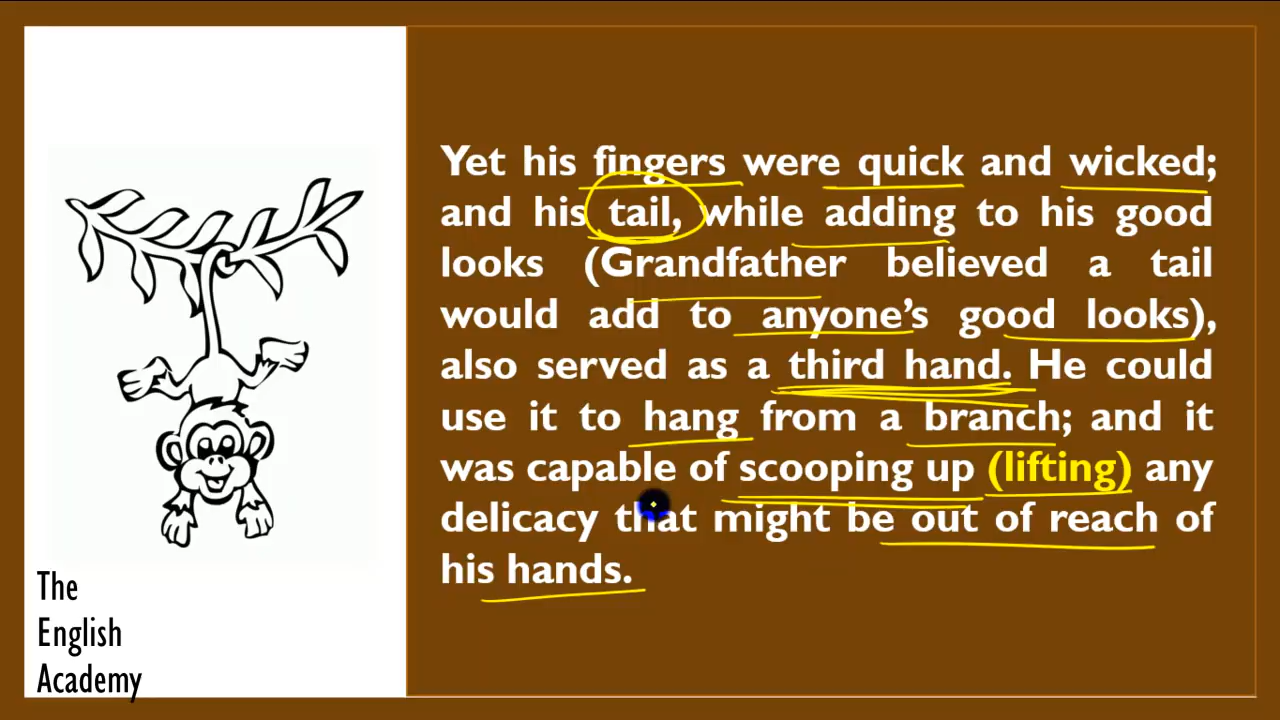 Yet his fingers were quick and wicked;
and his tail, while adding to his good
looks (Grandfather believed a tail
would add to anyone’s good looks),
also served as a third hand. He could
use it to hang from a branch; and it
was capable of scooping up (lifting) any
delicacy that might be out of reach of
his hands.
The
English
Academy